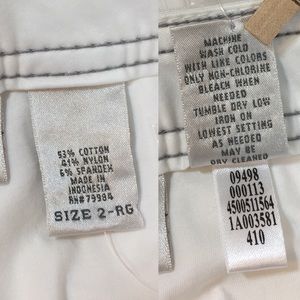 53% COTTON
41% NYLON
6% SPANDEX
MADE IN
INDONESIA
RN#79984
SIZE 2-RG
MACHINE
WASH COLD
WITH LIKE COLORS
ONLY NON-CHLORINE
BLEACH WHEN
NEEDED
TUMBLE DRY LOW
IRON ON
LOWEST SETTING
AS NEEDED
MAY BE
DRY CLEANED
09498
000113
4500511564
1A003581
410